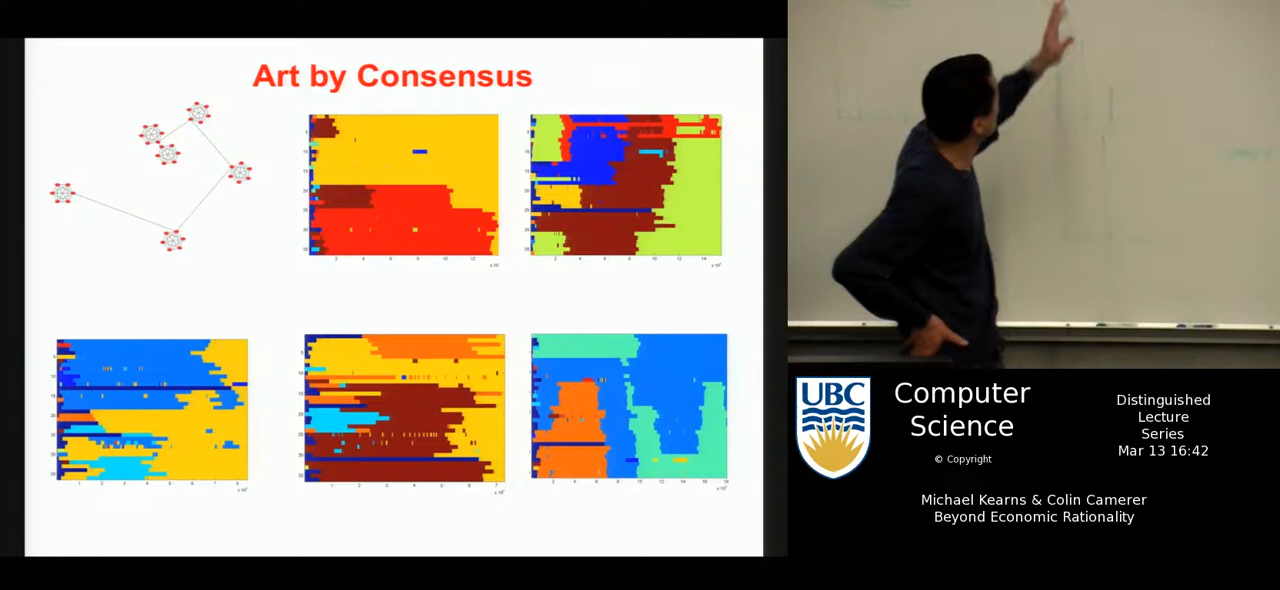 Art by Consensus
UBC
Computer
Science
© Copyright
Distinguished
Lecture
Series
Mar 13 16:42
Michael Kearns & Colin Camerer
Beyond Economic Rationality